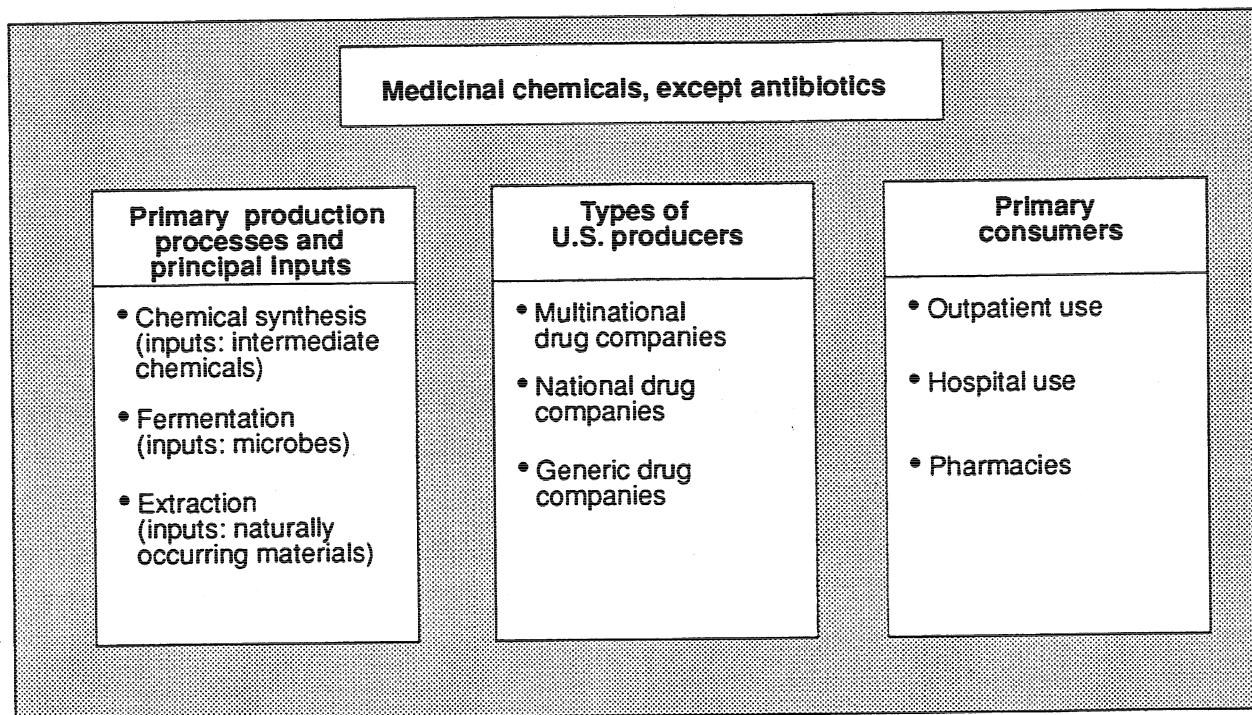 Medicinal chemicals, except antibiotics
Primary production
processes and
principal inputs
• Chemical synthesis
(inputs: intermediate
chemicals)
• Fermentation
(inputs: microbes)
• Extraction
(inputs: naturally
occurring materials)
Types of
U.S. producers
• Multinational
drug companies
• National drug
companies
• Generic drug
companies
Primary
consumers
• Outpatient use
• Hospital use
• Pharmacies